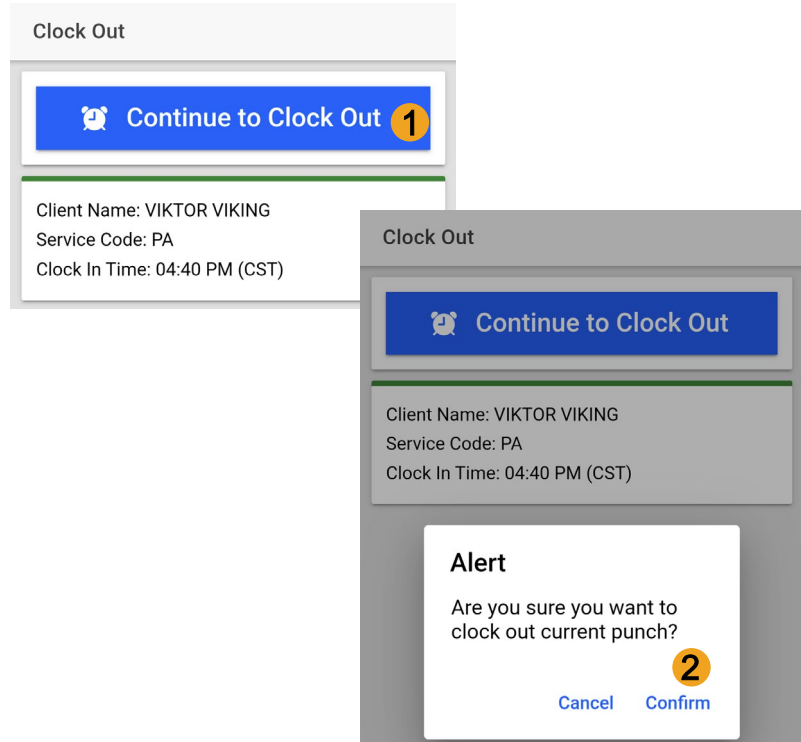 Clock Out
Continue to Clock Out 1
Client Name: VIKTOR VIKING
Service Code: PA
Clock In Time: 04:40 PM (CST)
Clock Out
Continue to Clock Out
Client Name: VIKTOR VIKING
Service Code: PA
Clock In Time: 04:40 PM (CST)
Alert
Are you sure you want to
clock out current punch?
2
Cancel Confirm